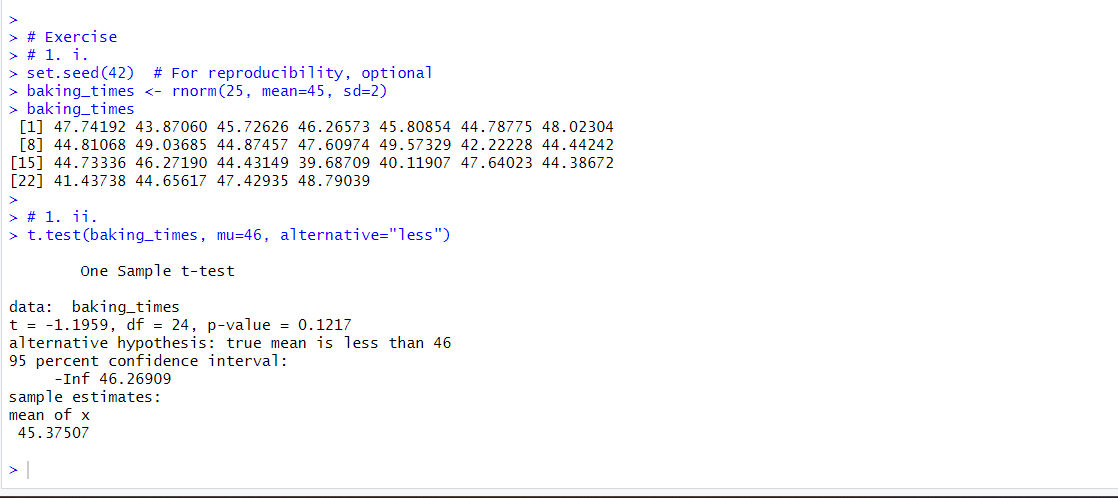 >
> # Exercise
> # 1. i.
> set.seed(42)  # For reproducibility, optional
> baking_times <- rnorm(25, mean=45, sd=2)
> baking_times
 [1] 47.74192 43.87060 45.72626 46.26573 45.80854 44.78775 48.02304
 [8] 44.81068 49.03685 44.87457 47.60974 49.57329 42.22228 44.44242
[15] 44.73336 46.27190 44.43149 39.68709 40.11907 47.64023 44.38672
[22] 41.43738 44.65617 47.42935 48.79039
>
> # 1. ii.
> t.test(baking_times, mu=46, alternative="less")
        One Sample t-test
data:  baking_times
t = -1.1959, df = 24, p-value = 0.1217
alternative hypothesis: true mean is less than 46
95 percent confidence interval:
     -Inf 46.26909
sample estimates:
mean of x
 45.37507
>